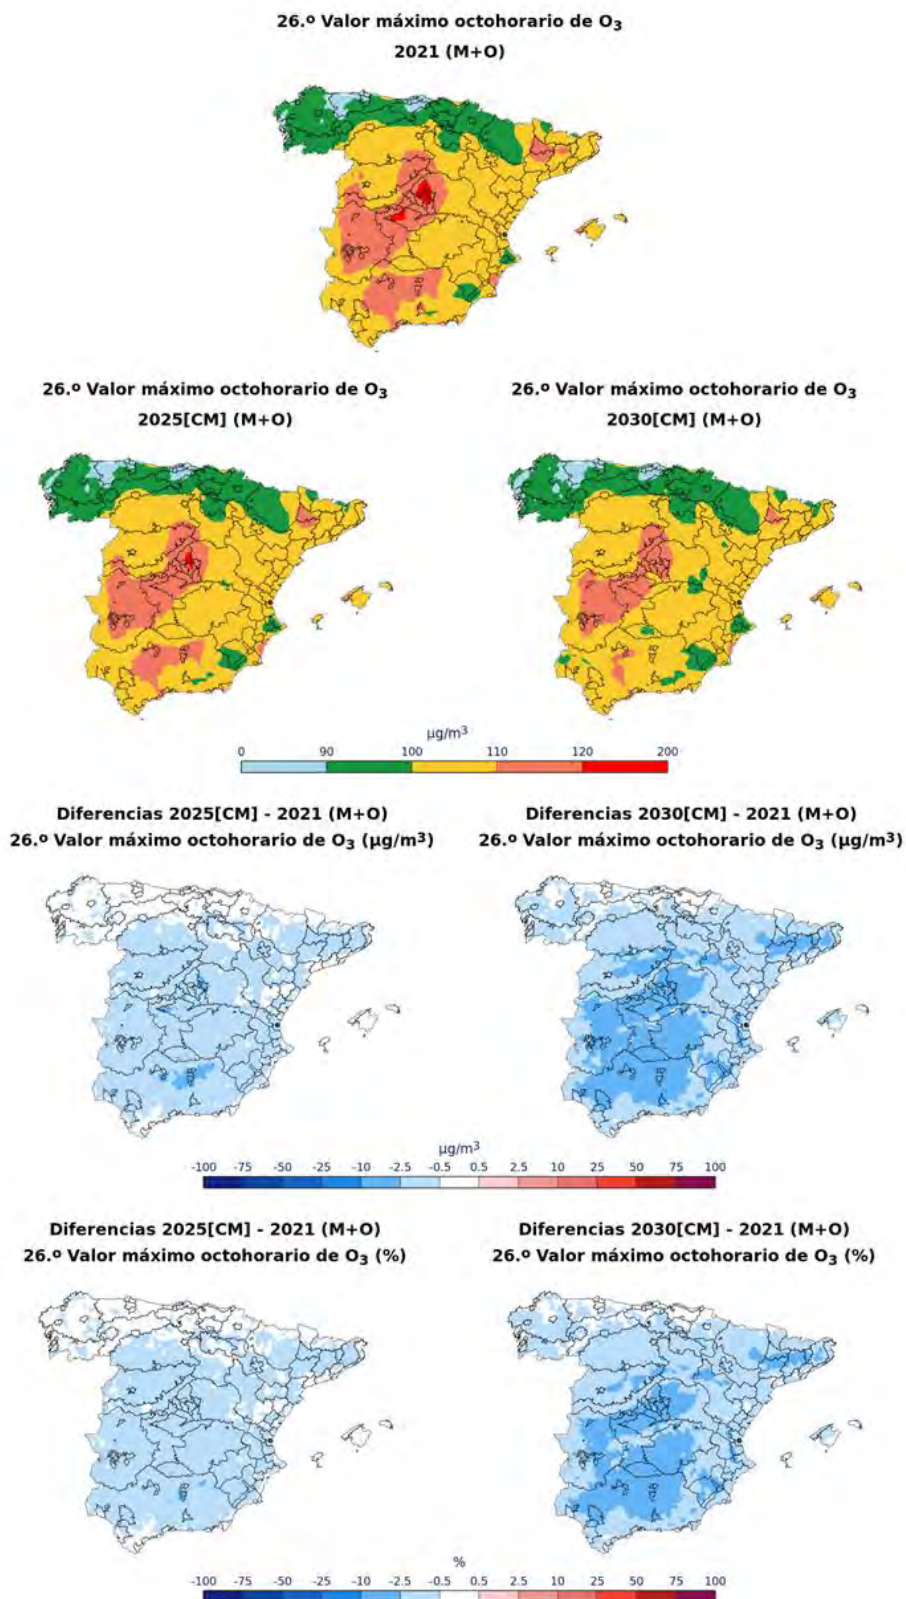 26.º Valor máximo octohorario de O3
2021 (M+O)
26.º Valor máximo octohorario de O3
2025[CM] (M+O)
26.º Valor máximo octohorario de O3
2030[CM] (M+O)
µg/m3
0 90 100 110 120 200
Diferencias 2025[CM] - 2021 (M+O)
26.º Valor máximo octohorario de O3 (µg/m3)
Diferencias 2030[CM] - 2021 (M+O)
26.º Valor máximo octohorario de O3 (µg/m3)
µg/m3
-100 -75 -50 -25 -10 -2.5 -0.5 0.5 2.5 10 25 50 75 100
Diferencias 2025[CM] - 2021 (M+O)
26.º Valor máximo octohorario de O3 (%)
Diferencias 2030[CM] - 2021 (M+O)
26.º Valor máximo octohorario de O3 (%)
%
-100 -75 -50 -25 -10 -2.5 -0.5 0.5 2.5 10 25 50 75 100